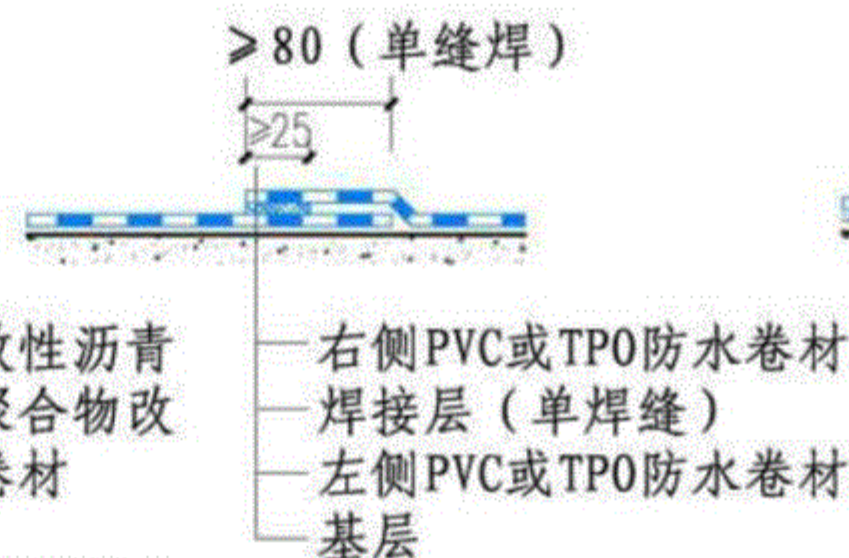 ≥80（单缝焊）
≥25
改性沥青
聚合物改
卷材
右侧PVC或TPO防水卷材
焊接层（单焊缝）
左侧PVC或TPO防水卷材
基层